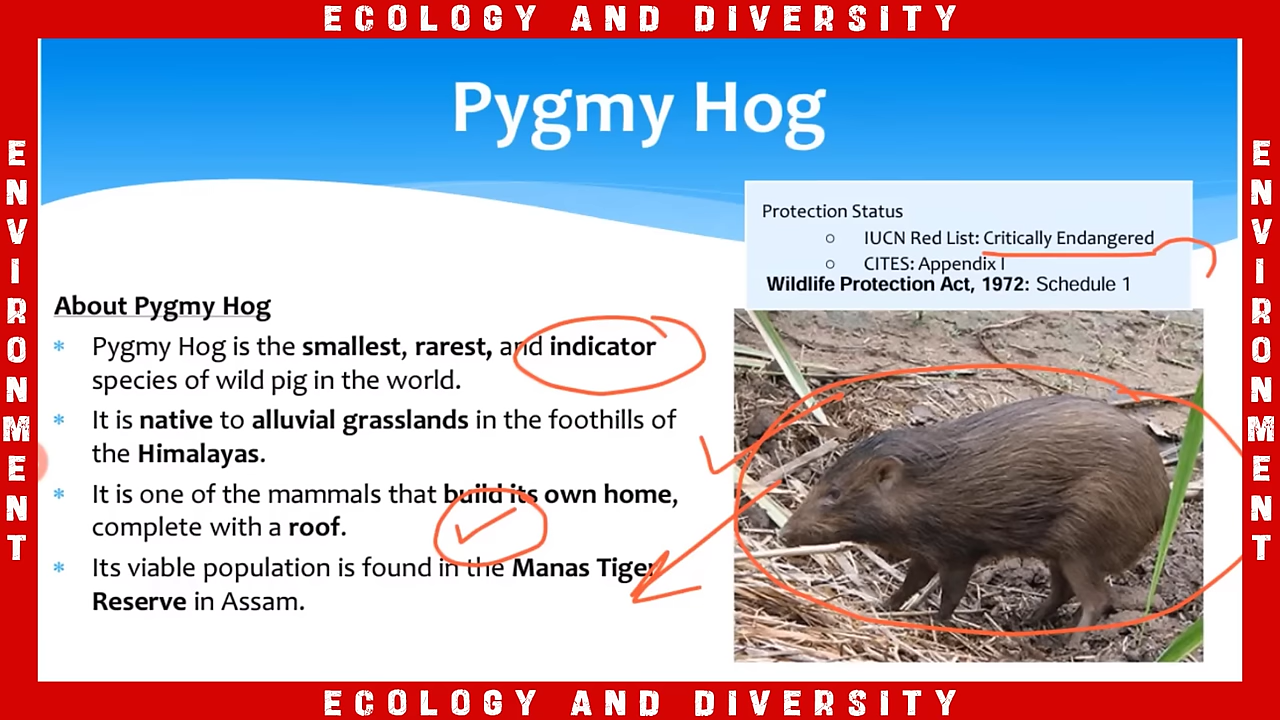 ECOLOGY AND DIVERSITY
Pygmy Hog
Protection Status
IUCN Red List: Critically Endangered
CITES: Appendix I
Wildlife Protection Act, 1972: Schedule 1
About Pygmy Hog
Pygmy Hog is the smallest, rarest, and indicator
species of wild pig in the world.
It is native to alluvial grasslands in the foothills of
the Himalayas.
It is one of the mammals that build its own home,
complete with a roof.
Its viable population is found in the Manas Tiger
Reserve in Assam.
ENVIRONMENT
ENVIRONMENT
ECOLOGY AND DIVERSITY